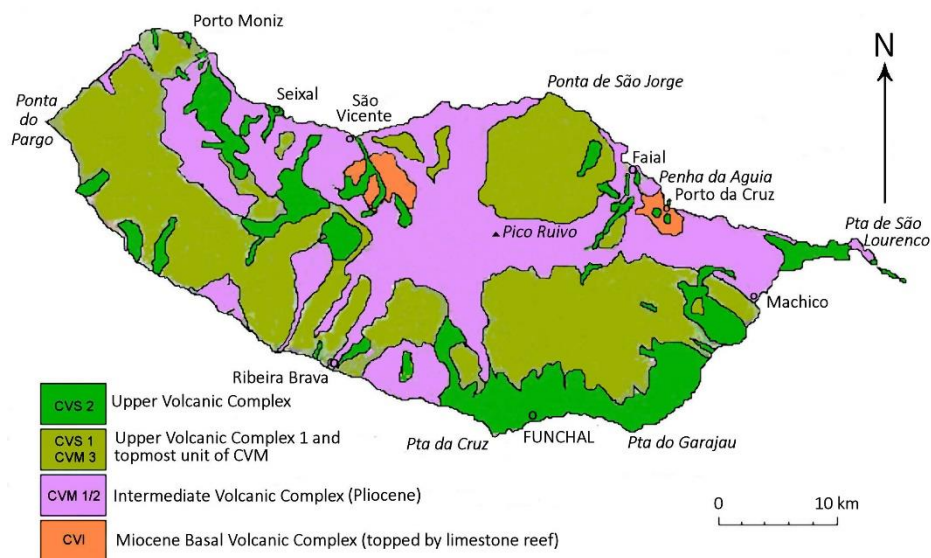 Porto Moniz
N
Ponta de São Jorge
Seixal
São
Vicente
Ponta
do
Pargo
Faial
Penha da Aguia
Porto da Cruz
Pta de São
Lourenco
Pico Ruivo
Machico
Ribeira Brava
Pta da Cruz
FUNCHAL
Pta do Garajau
CVS 2 Upper Volcanic Complex
CVS 1
CVM 3
Upper Volcanic Complex 1 and
topmost unit of CVM
CVM 1/2 Intermediate Volcanic Complex (Pliocene)
CVI Miocene Basal Volcanic Complex (topped by limestone reef)
0 10 km